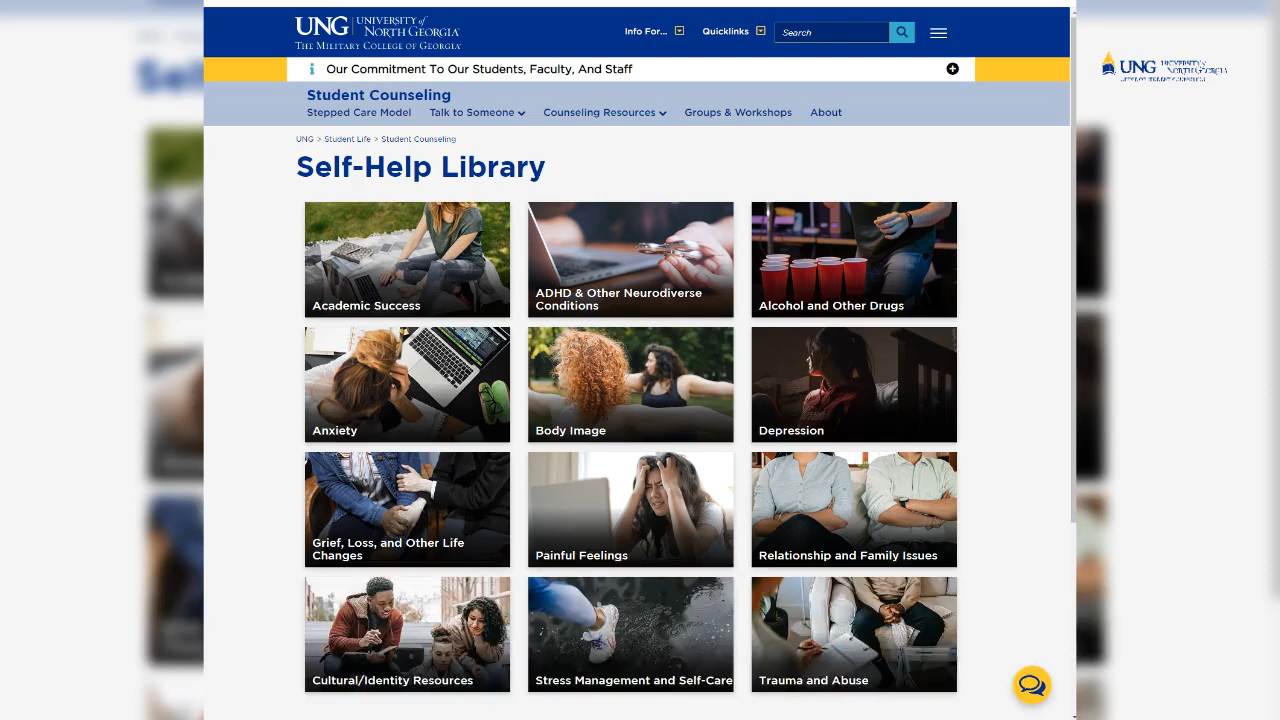 UNG UNIVERSITY of NORTH GEORGIA
THE MILITARY COLLEGE OF GEORGIA
Info For...
Quicklinks
Search
Our Commitment To Our Students, Faculty, And Staff
UNG UNIVERSITY of NORTH GEORGIA
Student Counseling
Stepped Care Model Talk to Someone Counseling Resources Groups & Workshops About
UNG > Student Life > Student Counseling
Self-Help Library
Academic Success
ADHD & Other Neurodiverse
Conditions
Alcohol and Other Drugs
Anxiety
Body Image
Depression
Grief, Loss, and Other Life
Changes
Painful Feelings
Relationship and Family Issues
Cultural/Identity Resources
Stress Management and Self-Care
Trauma and Abuse